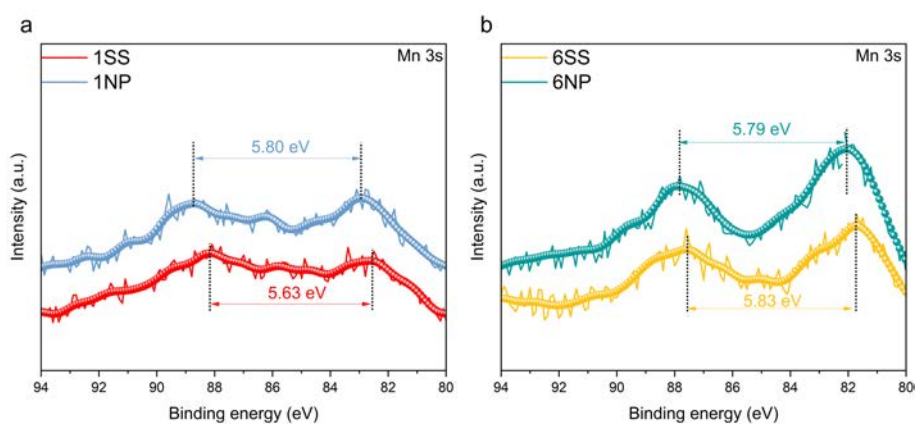 a
1SS
1NP
Mn 3s
5.80 eV
5.63 eV
Intensity (a.u.)
94 92 90 88 86 84 82 80
Binding energy (eV)
b
6SS
6NP
Mn 3s
5.79 eV
5.83 eV
Intensity (a.u.)
94 92 90 88 86 84 82 800
Binding energy (eV)